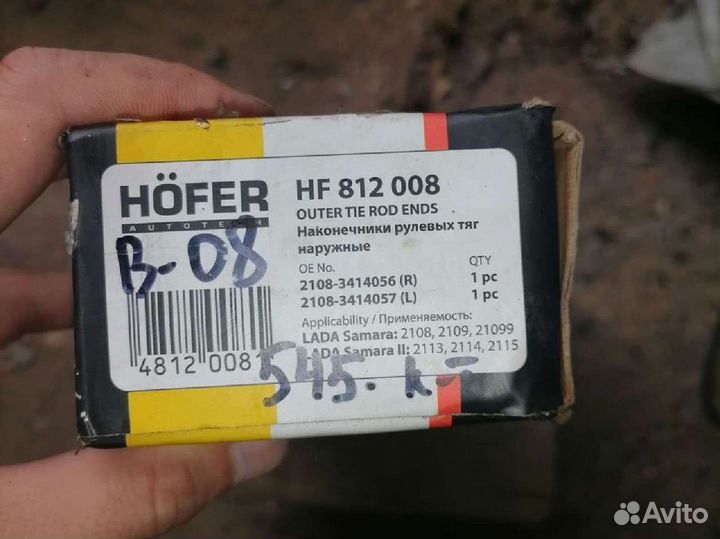 HÖFER
AUTOTECH
B-08
4812 008
HF 812 008
OUTER TIE ROD ENDS
Наконечники рулевых тяг
наружные
OE No. QTY
2108-3414056 (R) 1 pc
2108-3414057 (L) 1 pc
Applicability / Применяемость:
LADA Samara: 2108, 2109, 21099
LADA Samara II: 2113, 2114, 2115
545.
Avito